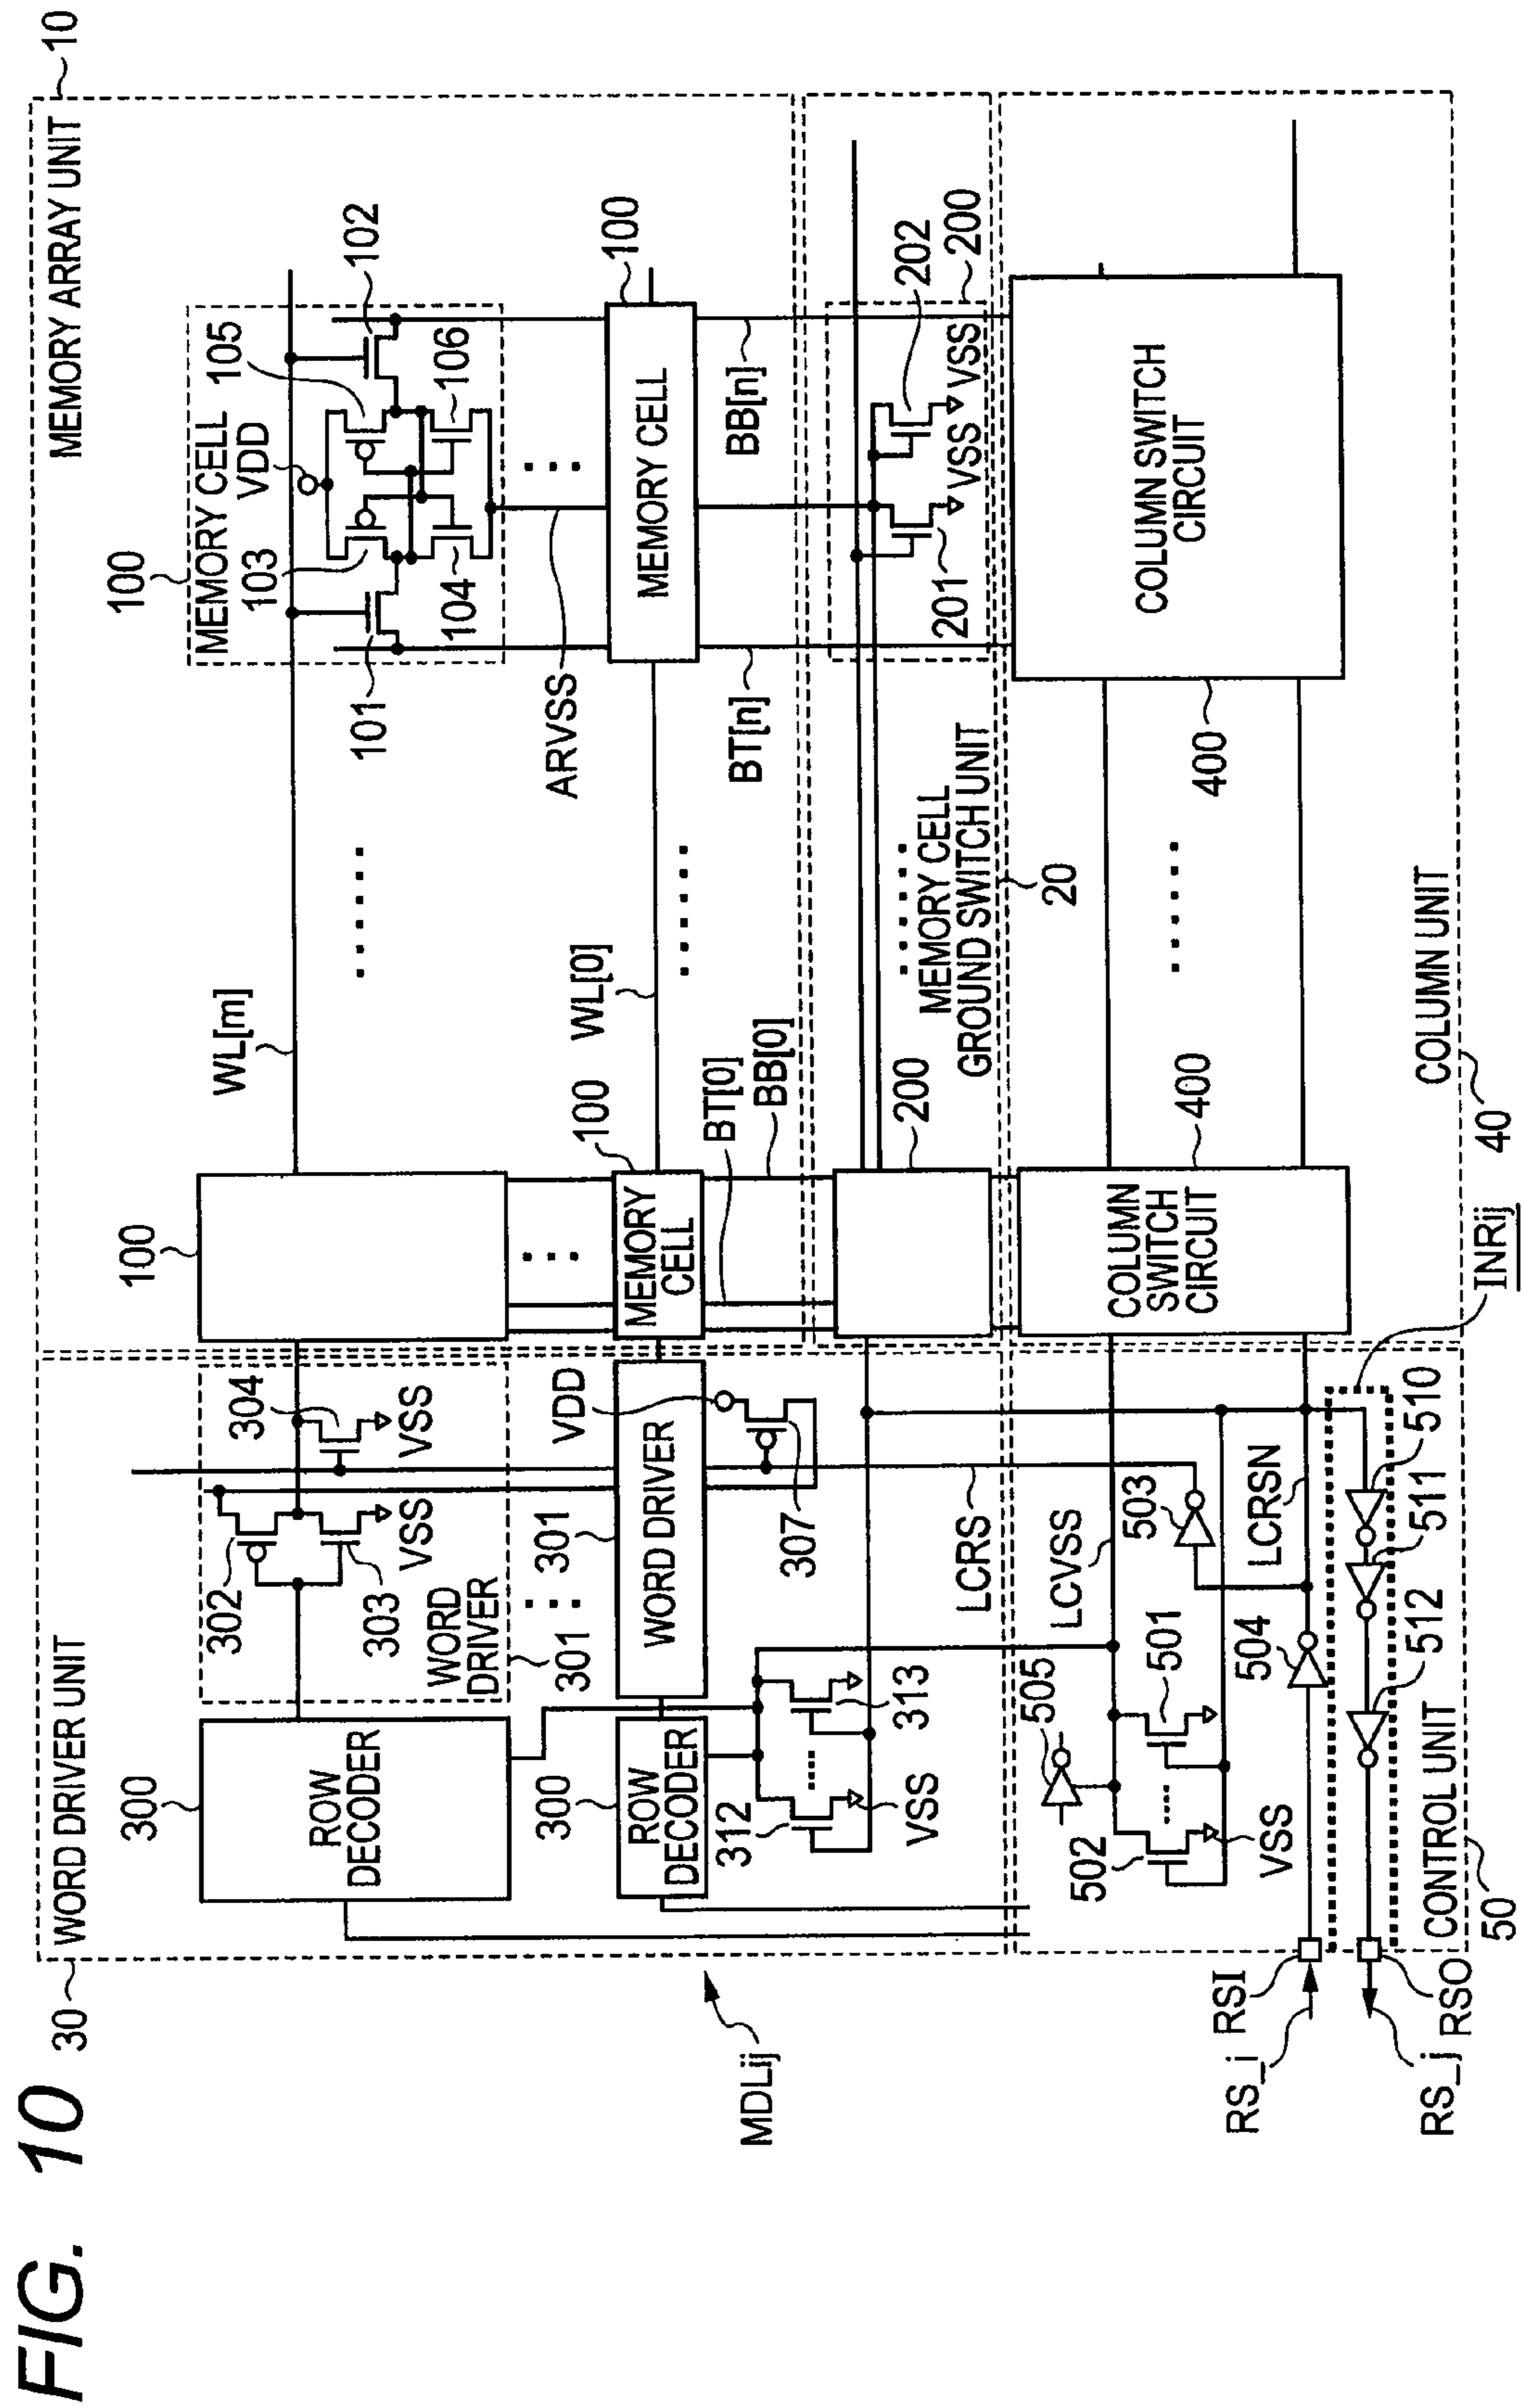 FIG. 10
10
MEMORY ARRAY UNIT
100
MEMORY CELL
VDD
105
102
103
104
106
101
ARVSS
WL[m]
100
100
MEMORY CELL
WL[0]
100
MEMORY
CELL
BT[0]
BB[0]
BT[n]
BB[n]
30
WORD DRIVER UNIT
300
ROW
DECODER
302
303
VSS
304
VSS
WORD
DRIVER
301
300
ROW
DECODER
301
WORD DRIVER
VDD
307
312
313
VSS
LCRS
MDLij
200
MEMORY CELL
GROUND SWITCH UNIT
20
201
VSS
VSS
202
200
505
LCVSS
503
502
501
VSS
504
LCRSN
RS_i
RSI
RS_j
RSO
512
511
510
INRij
CONTROL UNIT
50
400
COLUMN
SWITCH
CIRCUIT
400
COLUMN SWITCH
CIRCUIT
COLUMN UNIT
40